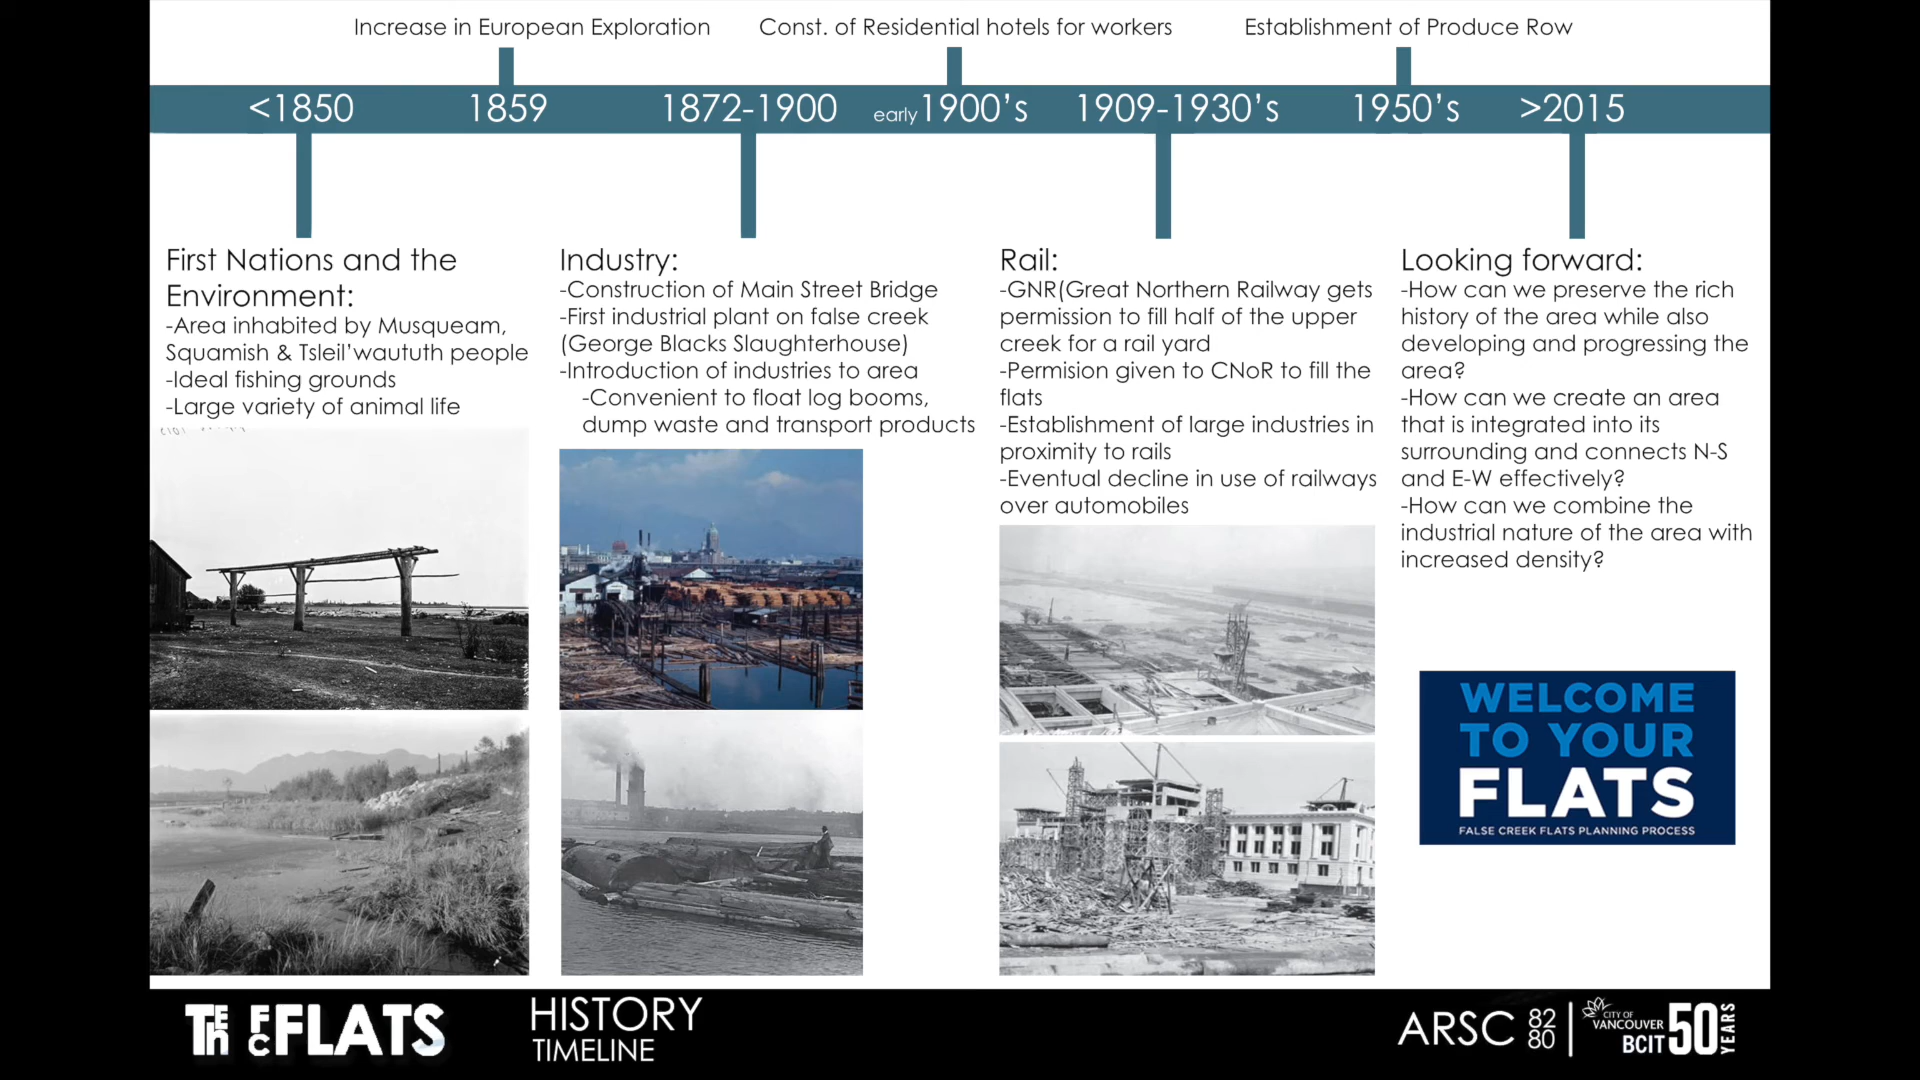 Increase in European Exploration
Const. of Residential hotels for workers
Establishment of Produce Row
<1850
1859
1872-1900
early 1900's
1909-1930's
1950's
>2015
First Nations and the
Environment:
-Area inhabited by Musqueam,
Squamish & Tsleil'waututh people
-Ideal fishing grounds
-Large variety of animal life
Industry:
-Construction of Main Street Bridge
-First industrial plant on false creek
(George Blacks Slaughterhouse)
-Introduction of industries to area
-Convenient to float log booms,
dump waste and transport products
Rail:
-GNR(Great Northern Railway gets
permission to fill half of the upper
creek for a rail yard
-Permision given to CNoR to fill the
flats
-Establishment of large industries in
proximity to rails
-Eventual decline in use of railways
over automobiles
Looking forward:
-How can we preserve the rich
history of the area while also
developing and progressing the
area?
-How can we create an area
that is integrated into its
surrounding and connects N-S
and E-W effectively?
-How can we combine the
industrial nature of the area with
increased density?
WELCOME
TO YOUR
FLATS
FALSE CREEK FLATS PLANNING PROCESS
THE FC FLATS
HISTORY
TIMELINE
ARSC 8280
CITY OF
VANCOUVER
BCIT 50 YEARS